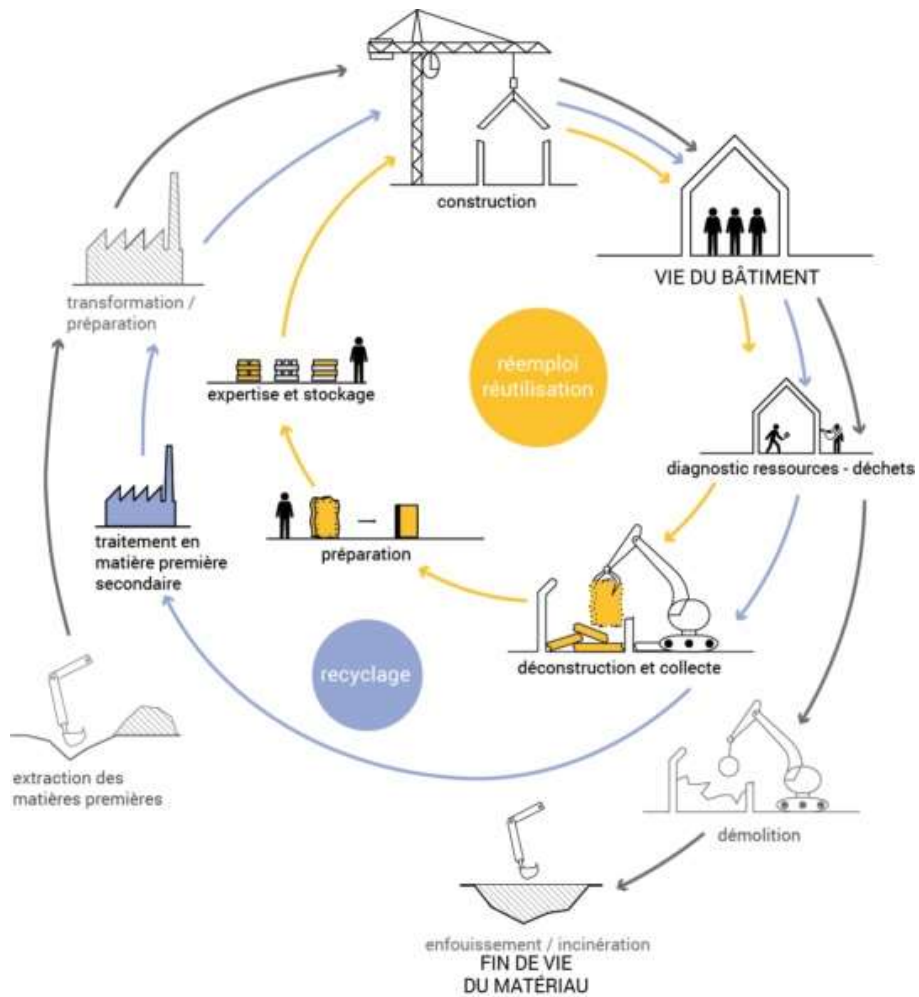 construction
VIE DU BÂTIMENT
transformation /
préparation
réemploi
réutilisation
expertise et stockage
diagnostic ressources - déchets
traitement en
matière première
secondaire
préparation
déconstruction et collecte
recyclage
extraction des
matières premières
démolition
enfouissement / incinération
FIN DE VIE
DU MATÉRIAU